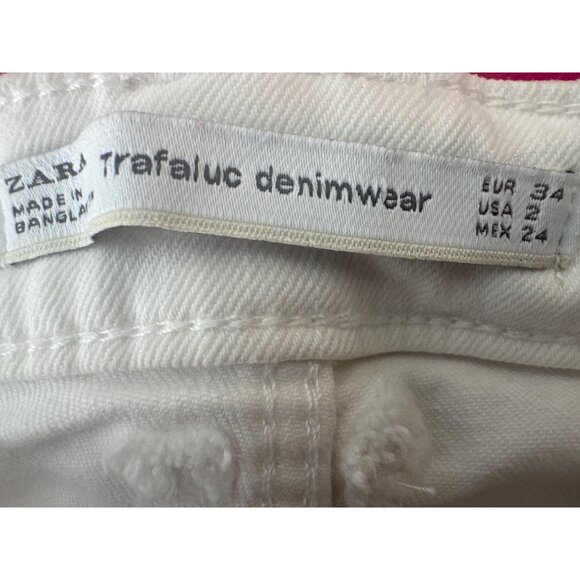 ZARA
MADE IN
BANGLA
Trafaluc denimwear
EUR 34
USA 2
MEX 24